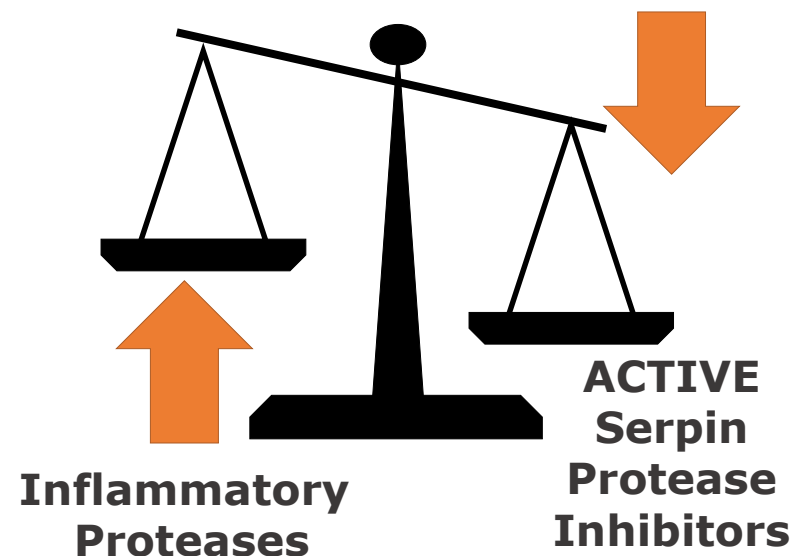 Inflammatory
Proteases
ACTIVE
Serpin
Protease
Inhibitors